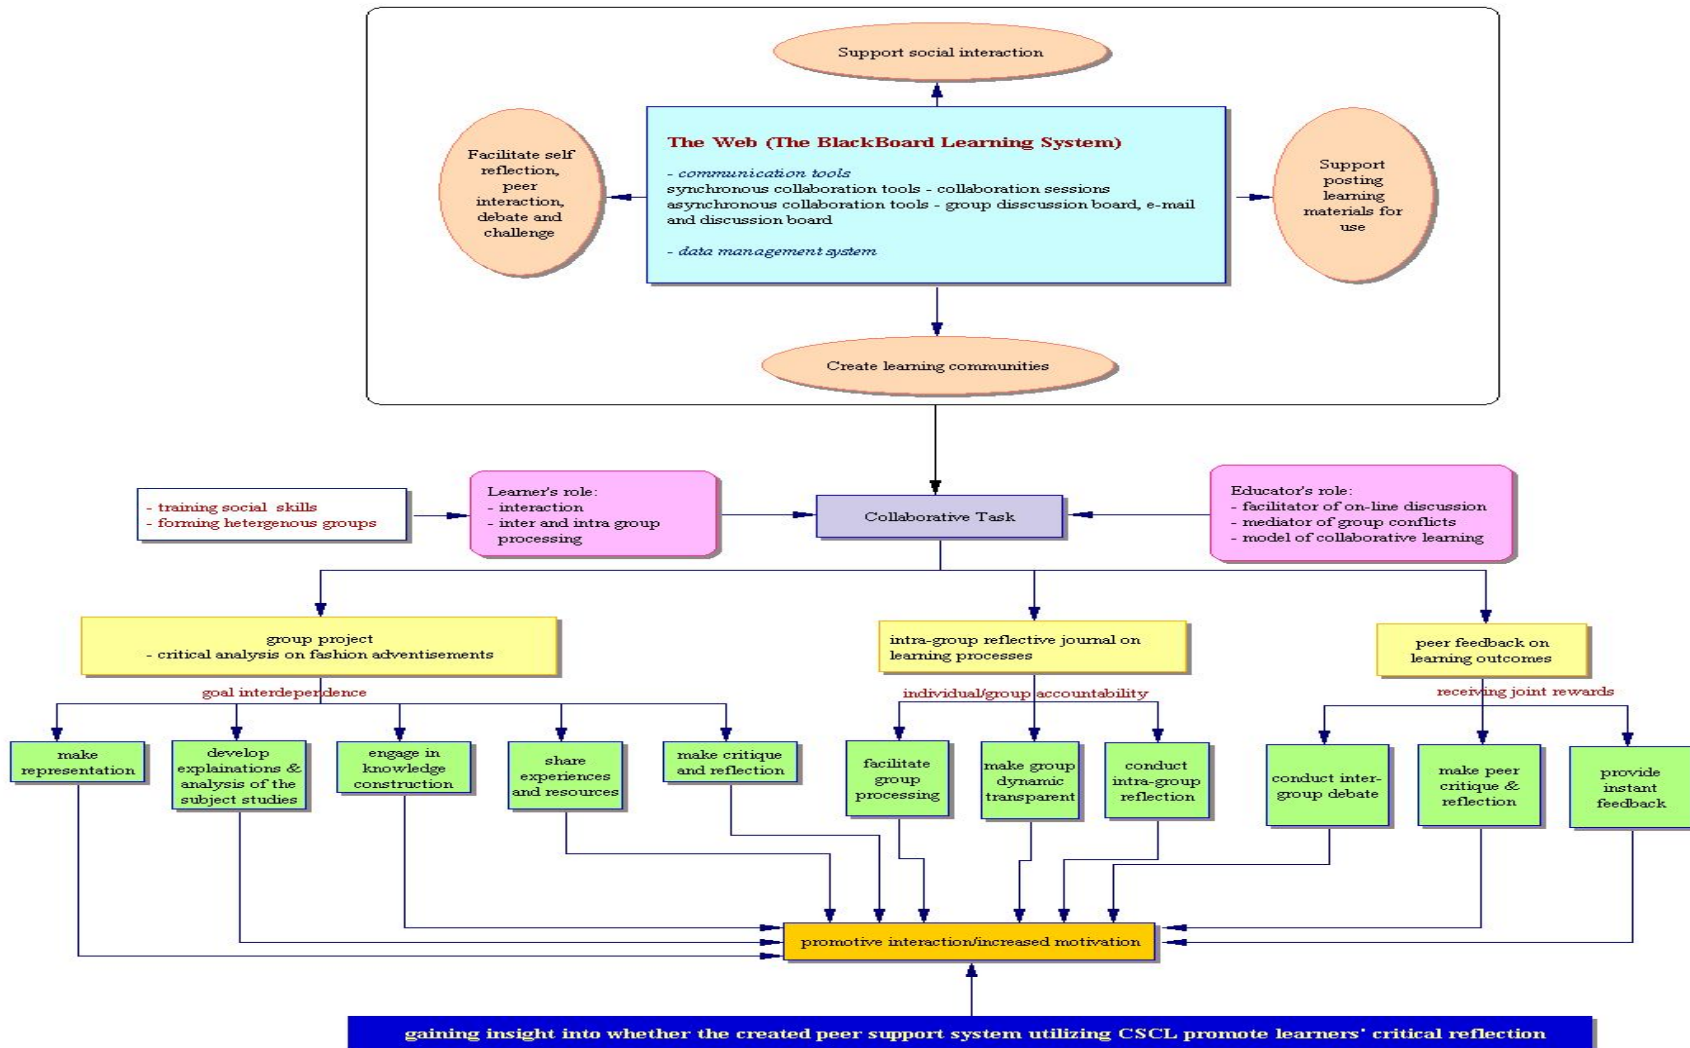 Support social interaction
Facilitate self
reflection,
peer
interaction,
debate and
challenge
The Web (The BlackBoard Learning System)
- communication tools
synchronous collaboration tools - collaboration sessions
asynchronous collaboration tools - group disscussion board, e-mail
and discussion board
- data management system
Support
posting
learning
materials for
use
Create learning communities
- training social skills
- forming hetergenous groups
Learner's role:
- interaction
- inter and intra group
processing
Collaborative Task
Educator's role:
- facilitator of on-line discussion
- mediator of group conflicts
- model of collaborative learning
group project
- critical analysis on fashion adventisements
intra-group reflective journal on
learning processes
peer feedback on
learning outcomes
goal interdependence
individual/group accountability
receiving joint rewards
make
representation
develop
explainations &
analysis of the
subject studies
engage in
knowledge
construction
share
experiences
and resources
make critique
and reflection
facilitate
group
processing
make group
dynamic
transparent
conduct
intra-group
reflection
conduct inter-
group debate
make peer
critique &
reflection
provide
instant
feedback
promotive interaction/increased motivation
gaining insight into whether the created peer support system utilizing CSCL promote learners' critical reflection